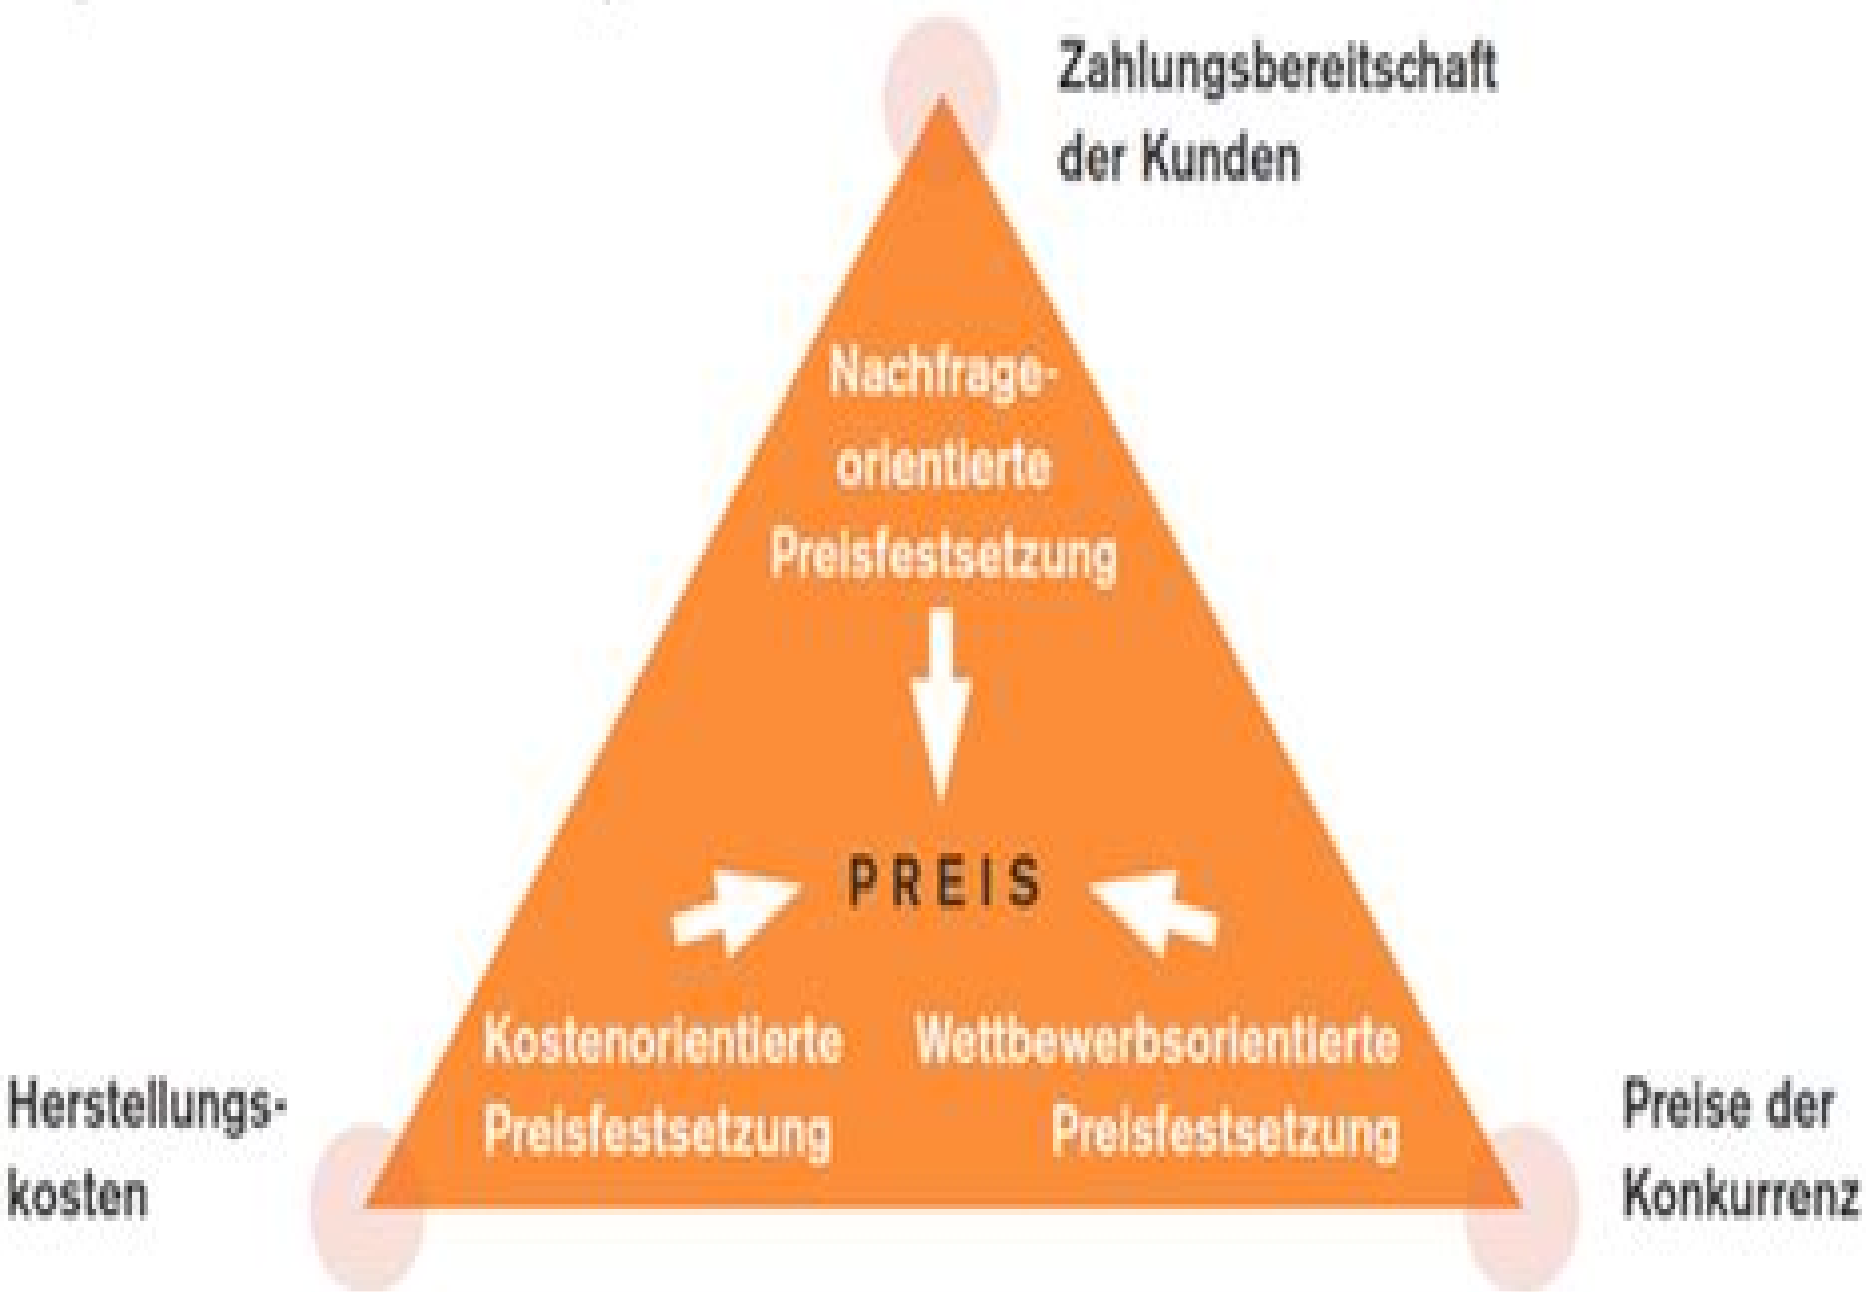 Zahlungsbereitschaft
der Kunden
Nachfrage-
orientierte
Preisfestsetzung
PREIS
Kostenorientierte
Preisfestsetzung
Wettbewerbsorientierte
Preisfestsetzung
Herstellungs-
kosten
Preise der
Konkurrenz